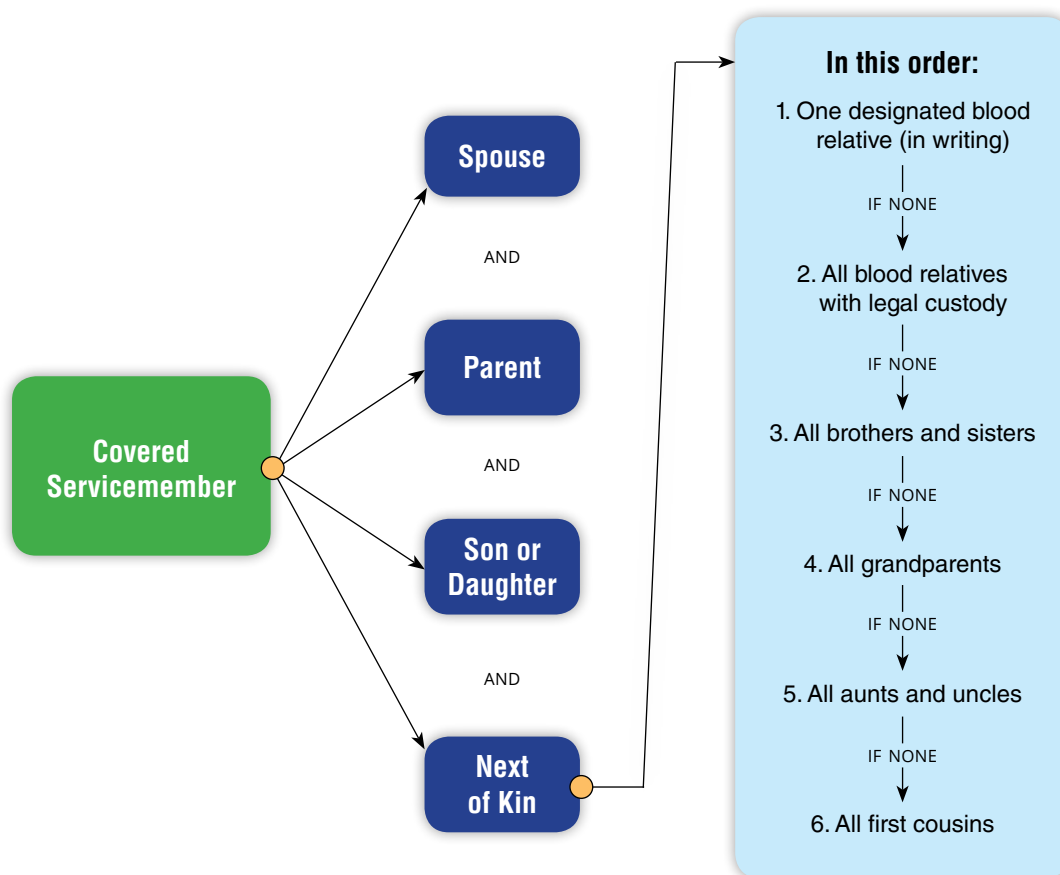 Covered
Servicemember
Spouse
AND
Parent
AND
Son or
Daughter
AND
Next
of Kin
In this order:
1. One designated blood
relative (in writing)
IF NONE
2. All blood relatives
with legal custody
IF NONE
3. All brothers and sisters
IF NONE
4. All grandparents
IF NONE
5. All aunts and uncles
IF NONE
6. All first cousins